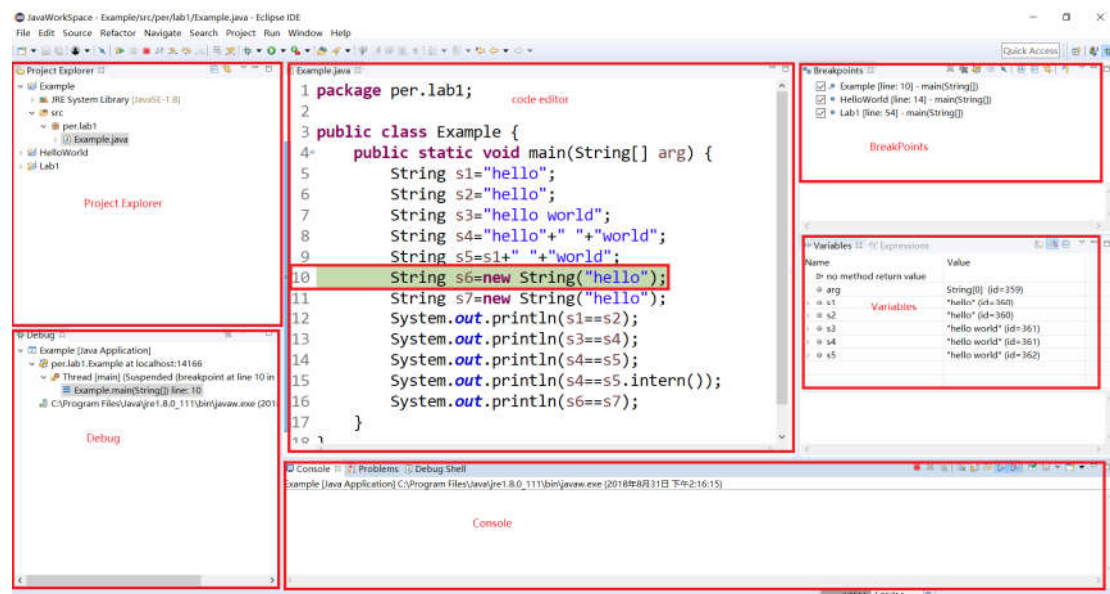 JavaWorkSpace - Example/src/per/lab1/Example.java - Eclipse IDE
File Edit Source Refactor Navigate Search Project Run Window Help
Quick Access
Project Explorer
Example
JRE System Library [JavaSE-1.8]
src
per.lab1
Example.java
HelloWorld
Lab1
Project Explorer
Debug
Example [Java Application]
per.lab1.Example at localhost:14166
Thread [main] (Suspended (breakpoint at line 10 in
Example.main(String[]) line: 10
C:\Program Files\Java\jre1.8.0_111\bin\javaw.exe (201
Debug
Example.java
1 package per.lab1;
code editor
2
3 public class Example {
4 public static void main(String[] arg) {
5 String s1="hello";
6 String s2="hello";
7 String s3="hello world";
8 String s4="hello"+" "+"world";
9 String s5=s1+" "+"world";
10 String s6=new String("hello");
11 String s7=new String("hello");
12 System.out.println(s1==s2);
13 System.out.println(s3==s4);
14 System.out.println(s4==s5);
15 System.out.println(s4==s5.intern());
16 System.out.println(s6==s7);
17 }
18 }
Breakpoints
Example [line: 10] - main(String[])
HelloWorld [line: 14] - main(String[])
Lab1 [line: 54] - main(String[])
BreakPoints
Variables Expressions
Name Value
no method return value
arg String[0] (id=359)
s1 "hello" (id=360)
Variables
s2 "hello" (id=360)
s3 "hello world" (id=361)
s4 "hello world" (id=361)
s5 "hello world" (id=362)
Console Problems Debug Shell
Example [Java Application] C:\Program Files\Java\jre1.8.0_111\bin\javaw.exe (2018年8月31日 下午2:16:15)
Console